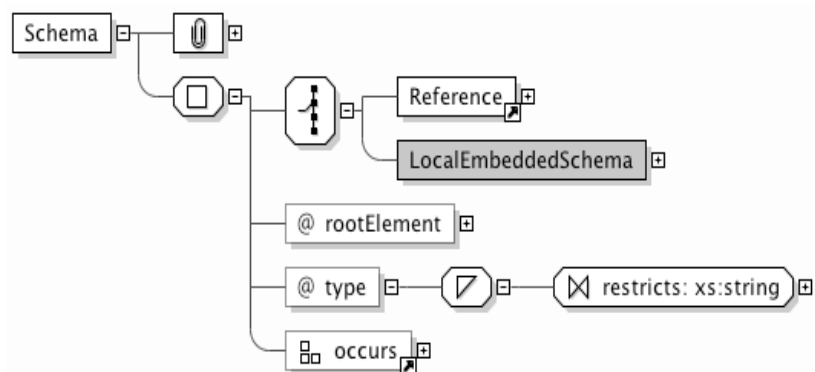 Schema
Reference
LocalEmbeddedSchema
@ rootElement
@ type
restricts: xs:string
occurs